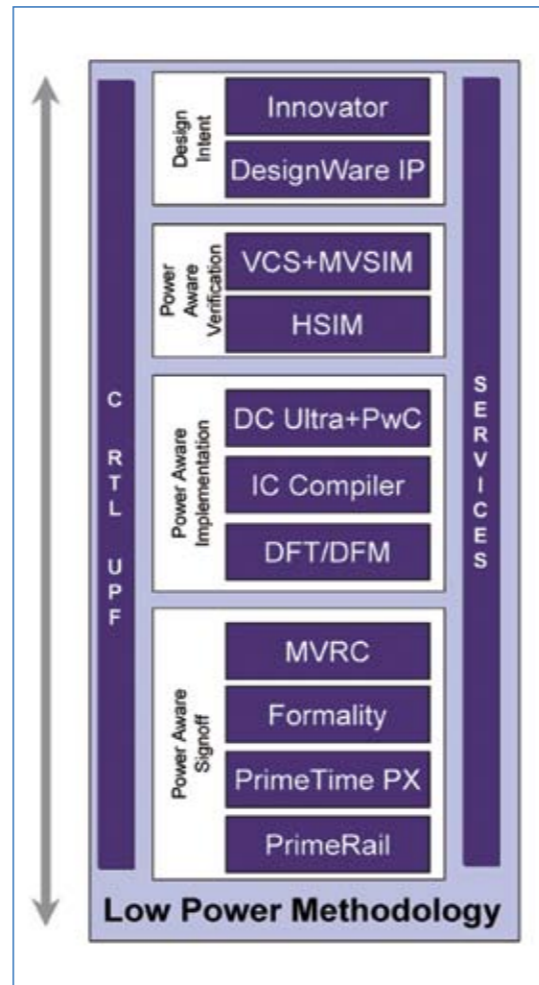 C RTL UPF
Design
Intent
Innovator
DesignWare IP
Power
Aware
Verification
VCS+MVSIM
HSIM
Power Aware
Implementation
DC Ultra+PwC
IC Compiler
DFT/DFM
Power Aware
Signoff
MVRC
Formality
PrimeTime PX
PrimeRail
SERVICES
Low Power Methodology